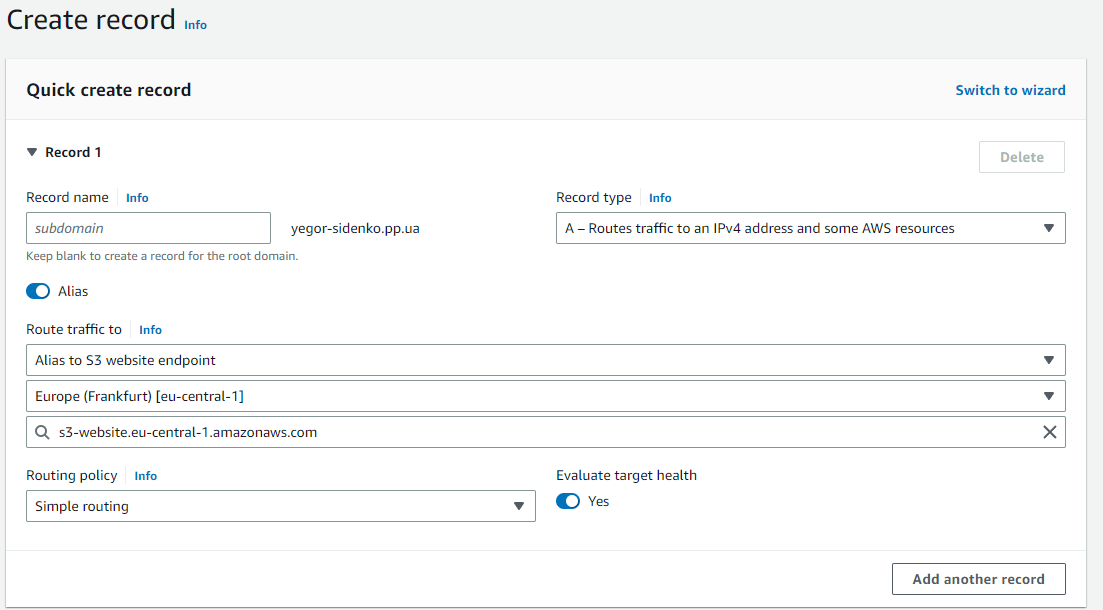 Create record Info
Quick create record
Switch to wizard
Record 1
Delete
Record name Info
Record type Info
subdomain
yegor-sidenko.pp.ua
A – Routes traffic to an IPv4 address and some AWS resources
Keep blank to create a record for the root domain.
Alias
Route traffic to Info
Alias to S3 website endpoint
Europe (Frankfurt) [eu-central-1]
s3-website.eu-central-1.amazonaws.com
Routing policy Info
Evaluate target health
Simple routing
Yes
Add another record